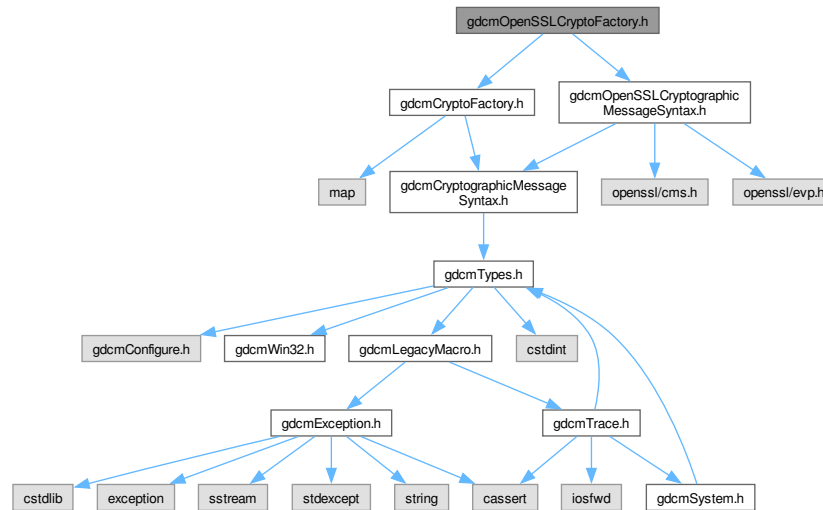 gdcmOpenSSLCryptoFactory.h
gdcmCryptoFactory.h
gdcmOpenSSLCryptographic
MessageSyntax.h
map
gdcmCryptographicMessage
Syntax.h
openssl/cms.h
openssl/evp.h
gdcmTypes.h
gdcmConfigure.h
gdcmWin32.h
gdcmLegacyMacro.h
cstdint
gdcmException.h
gdcmTrace.h
cstdlib
exception
sstream
stdexcept
string
cassert
iosfwd
gdcmSystem.h